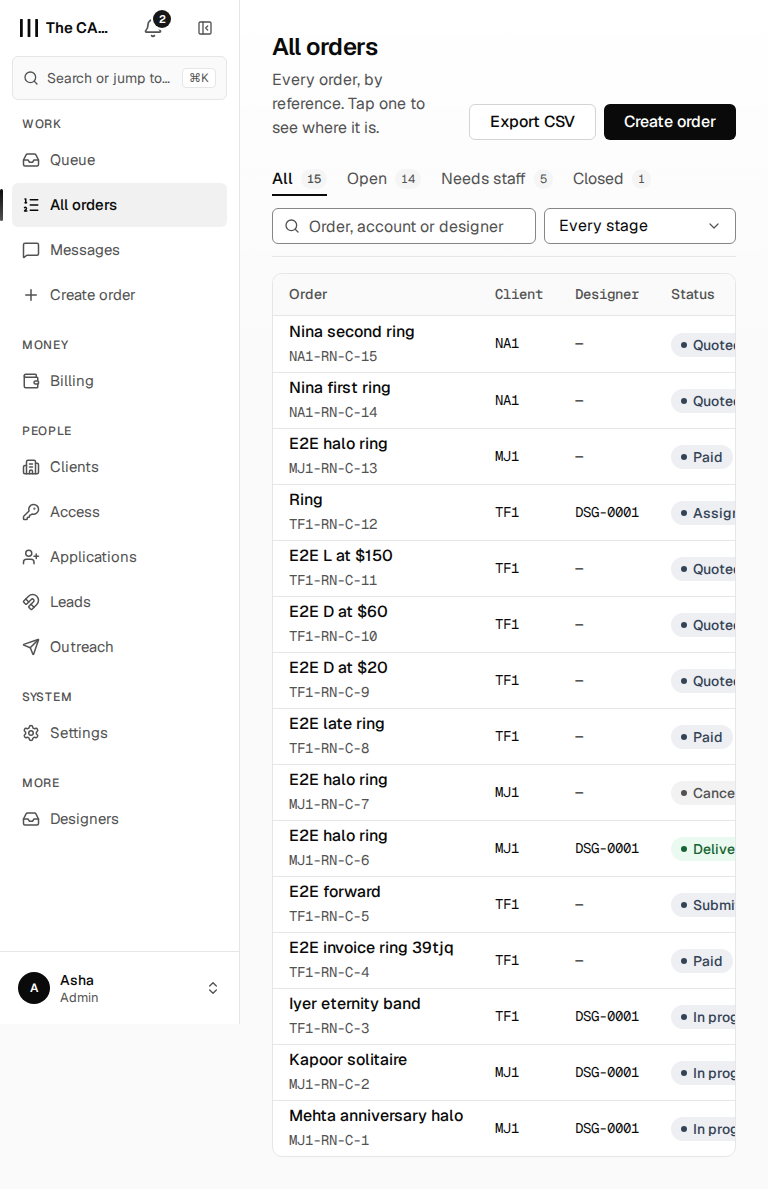 The CA...
2
Search or jump to... ⌘K
WORK
Queue
All orders
Messages
Create order
MONEY
Billing
PEOPLE
Clients
Access
Applications
Leads
Outreach
SYSTEM
Settings
MORE
Designers
A
Asha
Admin
All orders
Every order, by
reference. Tap one to
see where it is.
Export CSV
Create order
All 15 Open 14 Needs staff 5 Closed 1
Order, account or designer
Every stage
Order Client Designer Status
Nina second ring
NA1-RN-C-15
NA1 — Quoted
Nina first ring
NA1-RN-C-14
NA1 — Quoted
E2E halo ring
MJ1-RN-C-13
MJ1 — Paid
Ring
TF1-RN-C-12
TF1 DSG-0001 Assign
E2E L at $150
TF1-RN-C-11
TF1 — Quoted
E2E D at $60
TF1-RN-C-10
TF1 — Quoted
E2E D at $20
TF1-RN-C-9
TF1 — Quoted
E2E late ring
TF1-RN-C-8
TF1 — Paid
E2E halo ring
MJ1-RN-C-7
MJ1 — Cance
E2E halo ring
MJ1-RN-C-6
MJ1 DSG-0001 Delive
E2E forward
TF1-RN-C-5
TF1 — Submi
E2E invoice ring 39tjq
TF1-RN-C-4
TF1 — Paid
Iyer eternity band
TF1-RN-C-3
TF1 DSG-0001 In prog
Kapoor solitaire
MJ1-RN-C-2
MJ1 DSG-0001 In prog
Mehta anniversary halo
MJ1-RN-C-1
MJ1 DSG-0001 In prog